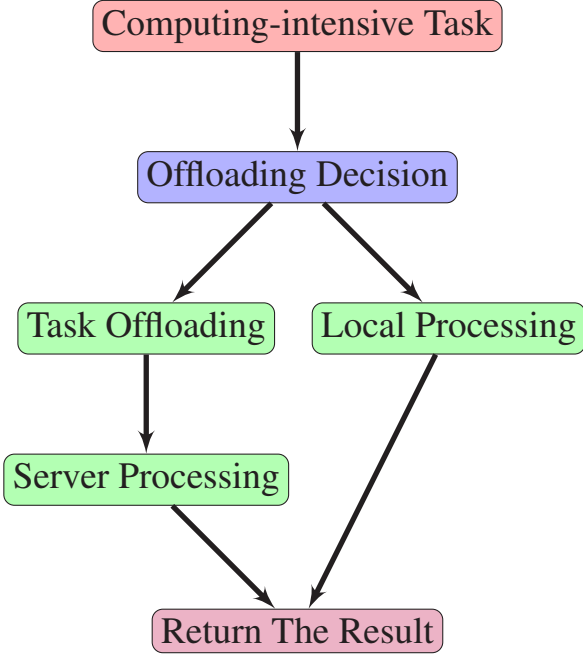 Computing-intensive Task
Offloading Decision
Task Offloading
Local Processing
Server Processing
Return The Result